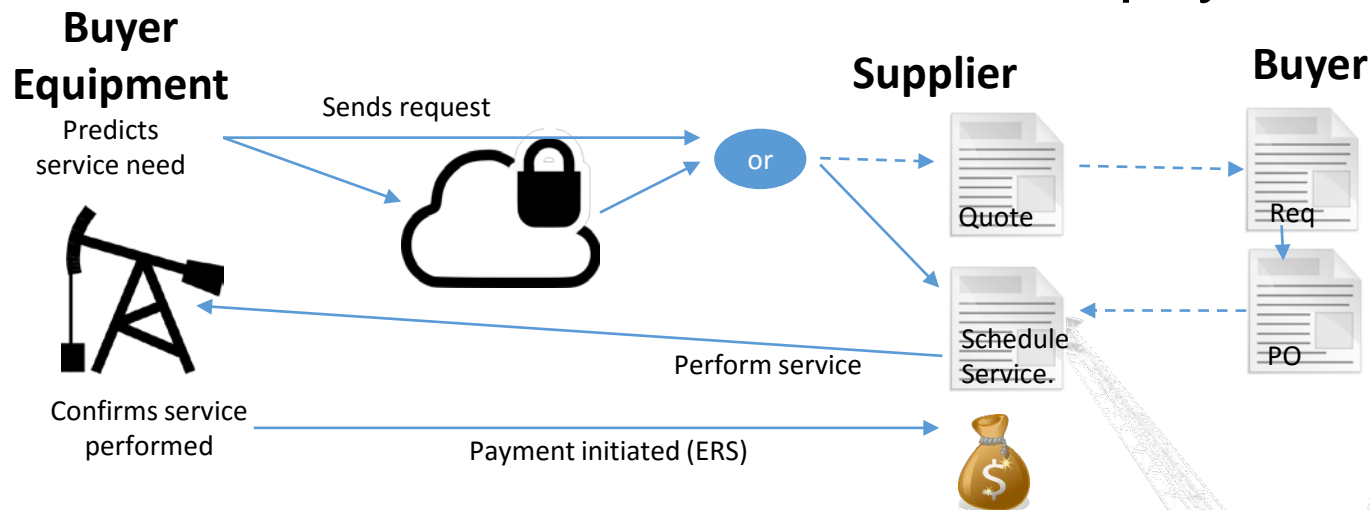 Buyer
Equipment
Predicts
service need
Sends request
or
Supplier
Buyer
Quote
Req
Schedule
Service.
PO
Perform service
Confirms service
performed
Payment initiated (ERS)
$